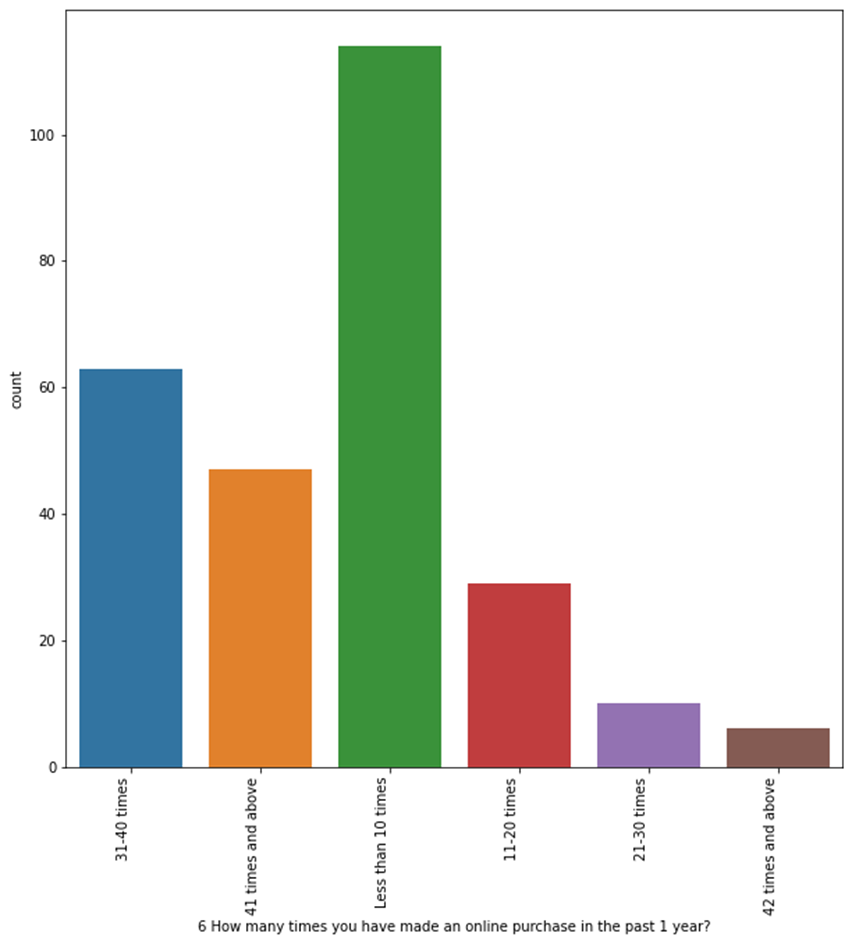 100
80
60
40
20
0
count
31-40 times
41 times and above
Less than 10 times
11-20 times
21-30 times
42 times and above
6 How many times you have made an online purchase in the past 1 year?